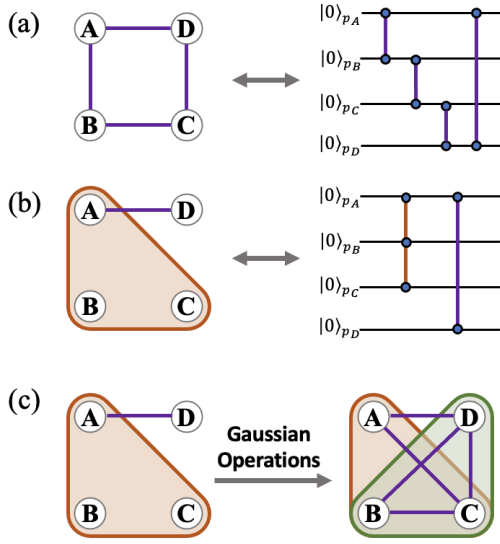 (a)
A D
B C
|0⟩pA
|0⟩pB
|0⟩pC
|0⟩pD
(b)
A D
B C
|0⟩pA
|0⟩pB
|0⟩pC
|0⟩pD
(c)
A D
B C
Gaussian
Operations
A D
B C